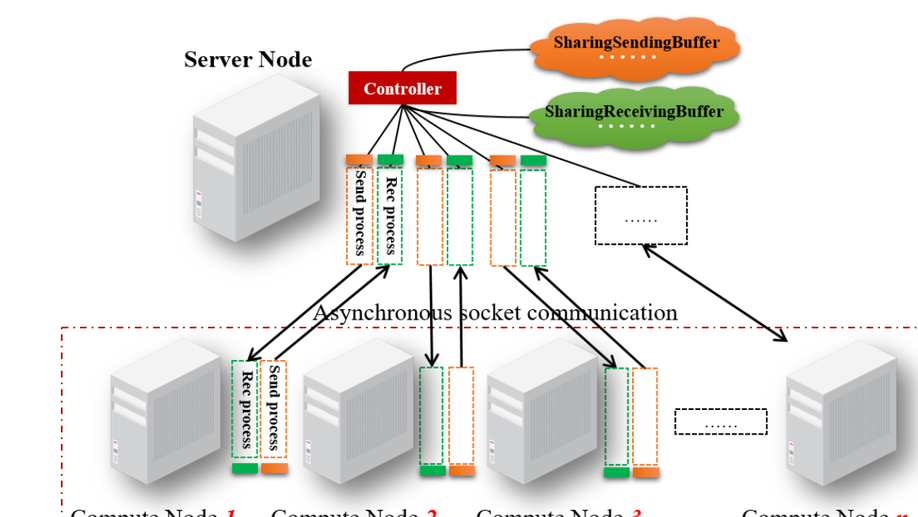 SharingSendingBuffer
......
Server Node
Controller
SharingReceivingBuffer
......
Send process
Rec process
......
Asynchronous socket communication
Rec process
Send process
......
Compute Node 1
Compute Node 2
Compute Node 3
Compute Node n